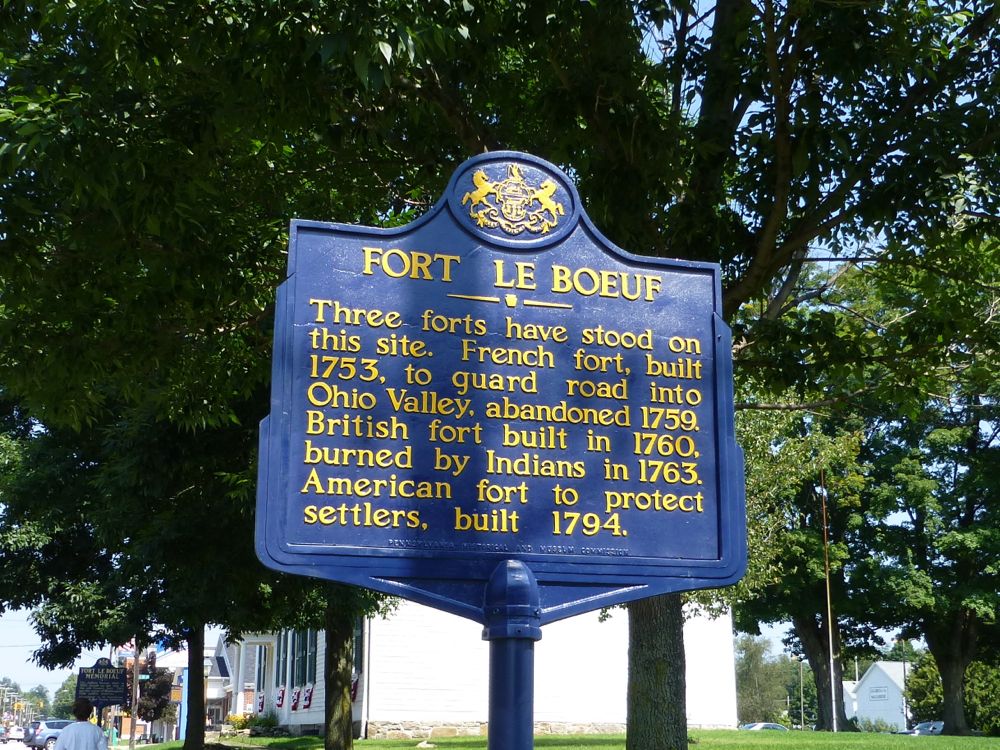 FORT LE BOEUF
Three forts have stood on
this site. French fort, built
1753, to guard road into
Ohio Valley, abandoned 1759.
British fort built in 1760,
burned by Indians in 1763.
American fort to protect
settlers, built 1794.
PENNSYLVANIA HISTORICAL AND MUSEUM COMMISSION
FORT LE BOEUF
MEMORIAL